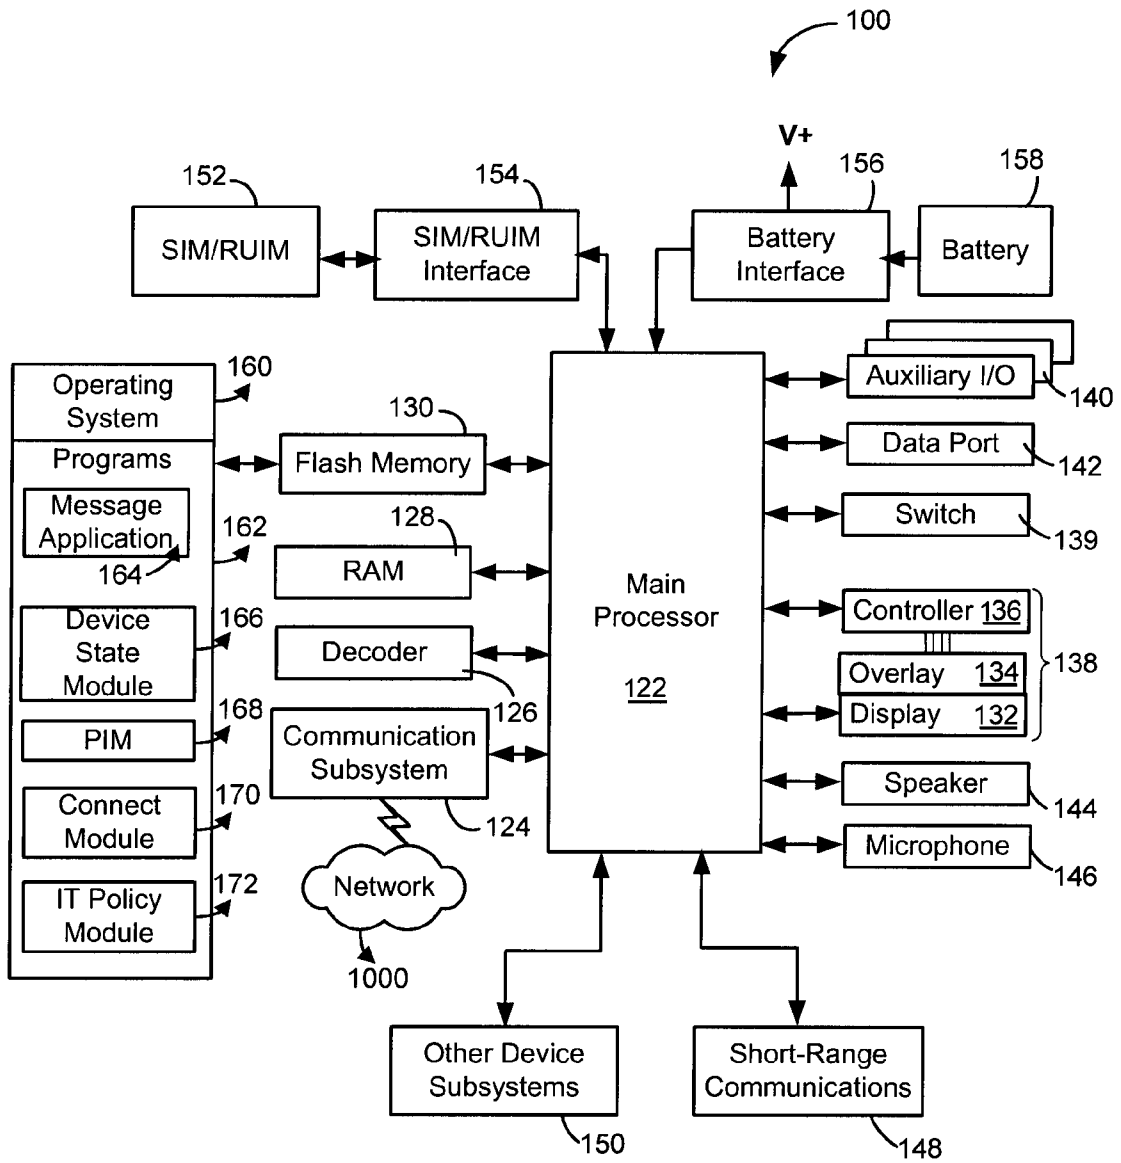 100
V+
152
154
156
158
SIM/RUIM
SIM/RUIM
Interface
Battery
Interface
Battery
Operating
System
160
Programs
Message
Application
164
162
Device
State
Module
166
PIM
168
Connect
Module
170
IT Policy
Module
172
130
Flash Memory
128
RAM
Decoder
126
Communication
Subsystem
124
Network
1000
Main
Processor
122
Auxiliary I/O
140
Data Port
142
Switch
139
Controller 136
Overlay 134
Display 132
138
Speaker
144
Microphone
146
Other Device
Subsystems
150
Short-Range
Communications
148